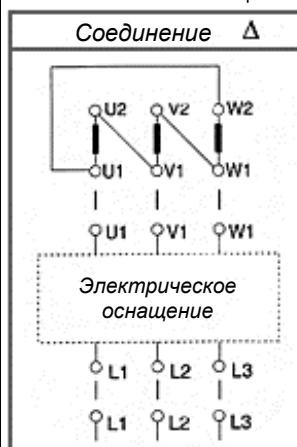 Соединение Δ
U2 V2 W2
U1 V1 W1
U1 V1 W1
Электрическое
оснащение
L1 L2 L3
L1 L2 L3